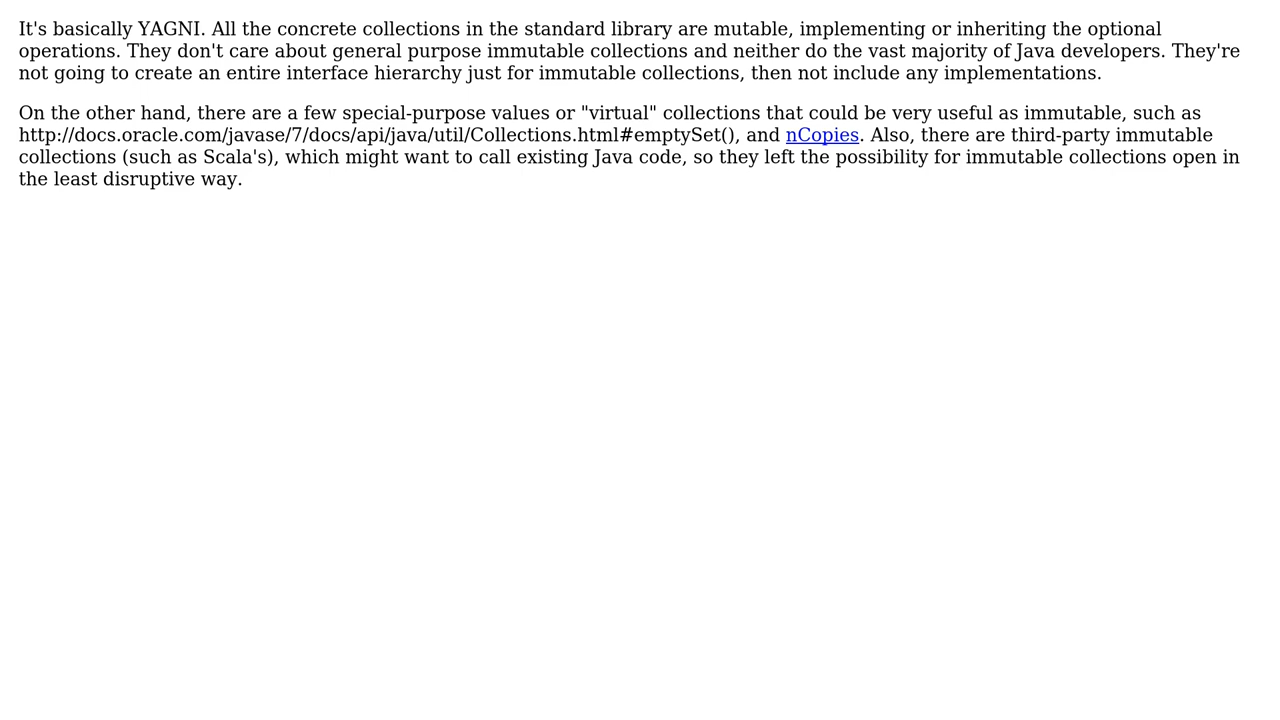 It's basically YAGNI. All the concrete collections in the standard library are mutable, implementing or inheriting the optional
operations. They don't care about general purpose immutable collections and neither do the vast majority of Java developers. They're
not going to create an entire interface hierarchy just for immutable collections, then not include any implementations.
On the other hand, there are a few special-purpose values or "virtual" collections that could be very useful as immutable, such as
http://docs.oracle.com/javase/7/docs/api/java/util/Collections.html#emptySet(), and nCopies. Also, there are third-party immutable
collections (such as Scala's), which might want to call existing Java code, so they left the possibility for immutable collections open in
the least disruptive way.